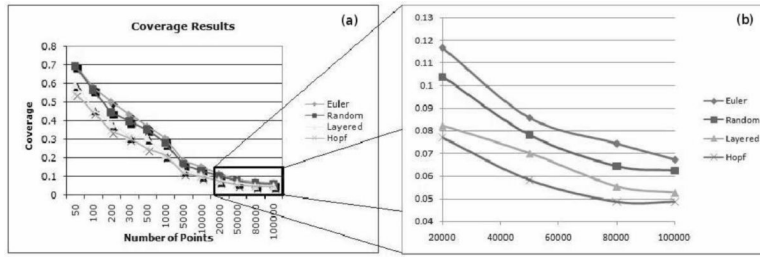 Coverage Results
(a)
Coverage
0.8
0.7
0.6
0.5
0.4
0.3
0.2
0.1
0
50
100
200
300
500
1000
5000
10000
20000
50000
80000
100000
Number of Points
Euler
Random
Layered
Hopf
(b)
0.13
0.12
0.11
0.1
0.09
0.08
0.07
0.06
0.05
0.04
20000
40000
60000
80000
100000
Euler
Random
Layered
Hopf